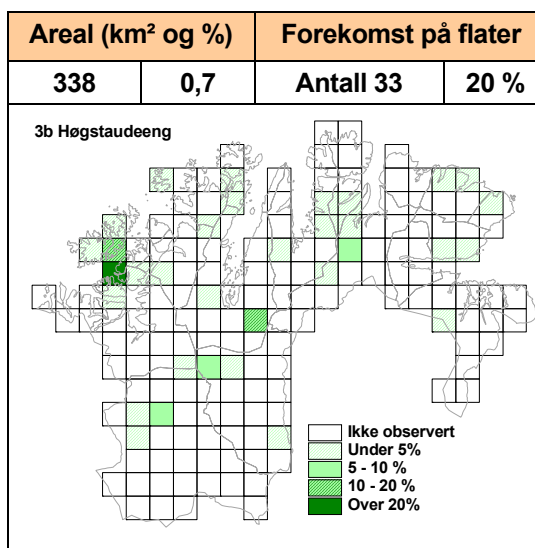 Areal (km² og %) Forekomst på flater
338 0,7 Antall 33 20 %
3b Høgstaudeeng
Ikke observert
Under 5%
5 - 10 %
10 - 20 %
Over 20%